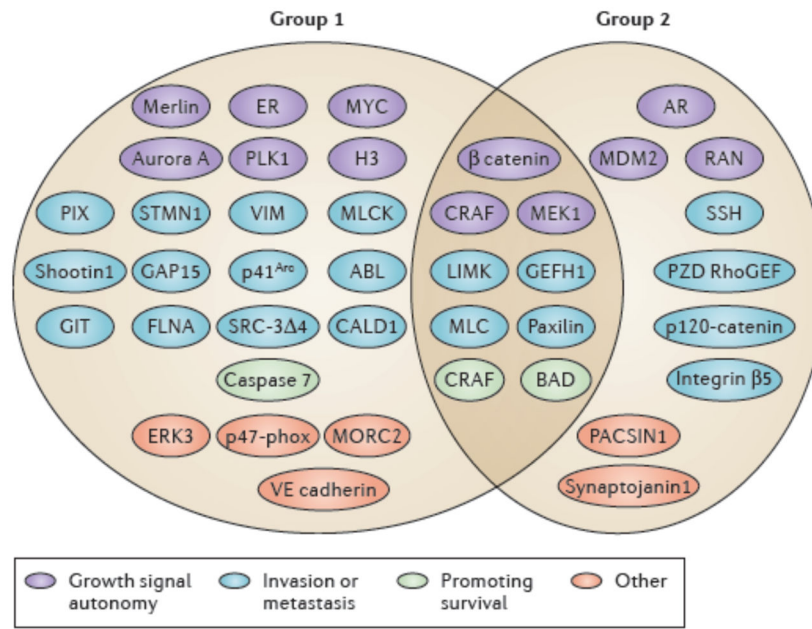 Group 1 Group 2
Merlin ER MYC AR
Aurora A PLK1 H3 β catenin MDM2 RAN
PIX STMN1 VIM MLCK CRAF MEK1 SSH
Shootin1 GAP15 p41Arc ABL LIMK GEFH1 PZD RhoGEF
GIT FLNA SRC-3Δ4 CALD1 MLC Paxilin p120-catenin
Caspase 7 CRAF BAD Integrin β5
ERK3 p47-phox MORC2 PACSIN1
VE cadherin Synaptojanin1
Growth signal Invasion or Promoting Other
autonomy metastasis survival